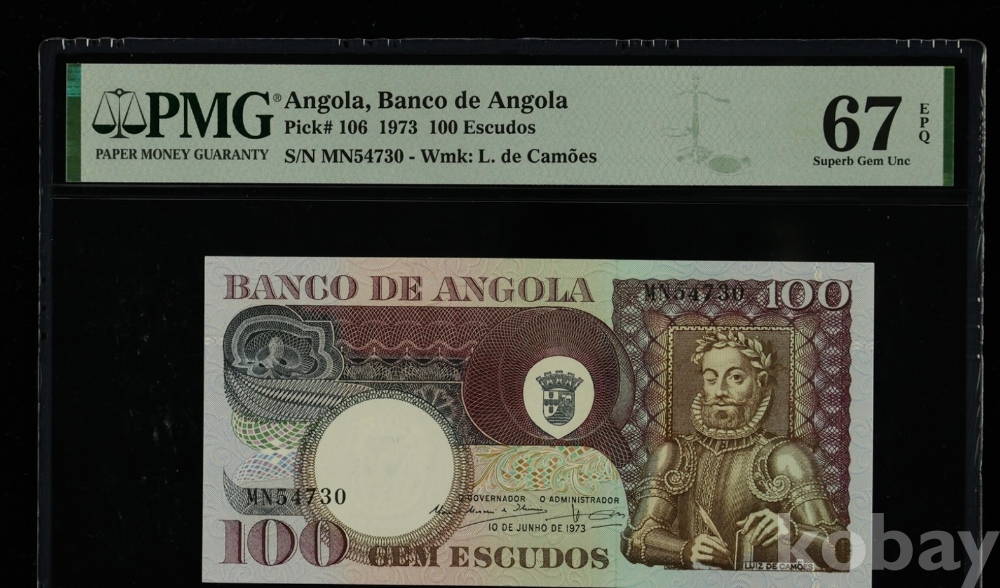 PMG® Angola, Banco de Angola
PAPER MONEY GUARANTY
Pick# 106 1973 100 Escudos
S/N MN54730 - Wmk: L. de Camões
67 EPQ
Superb Gem Unc
BANCO DE ANGOLA
MN54730 100
MN54730
O GOVERNADOR O ADMINISTRADOR
10 DE JUNHO DE 1973
100 CEM ESCUDOS
LUIZ DE CAMÕES
kobay